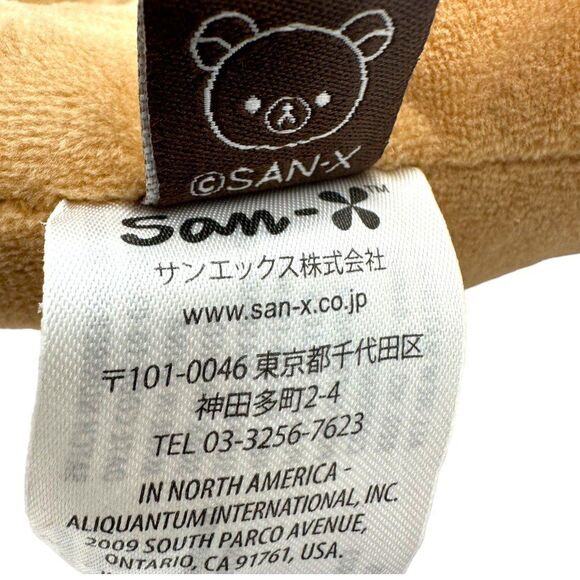 ©SAN-X
san-x™
サンエックス株式会社
www.san-x.co.jp
〒101-0046 東京都千代田区
神田多町2-4
TEL 03-3256-7623
IN NORTH AMERICA -
ALIQUANTUM INTERNATIONAL, INC.
2009 SOUTH PARCO AVENUE,
ONTARIO, CA 91761, USA.